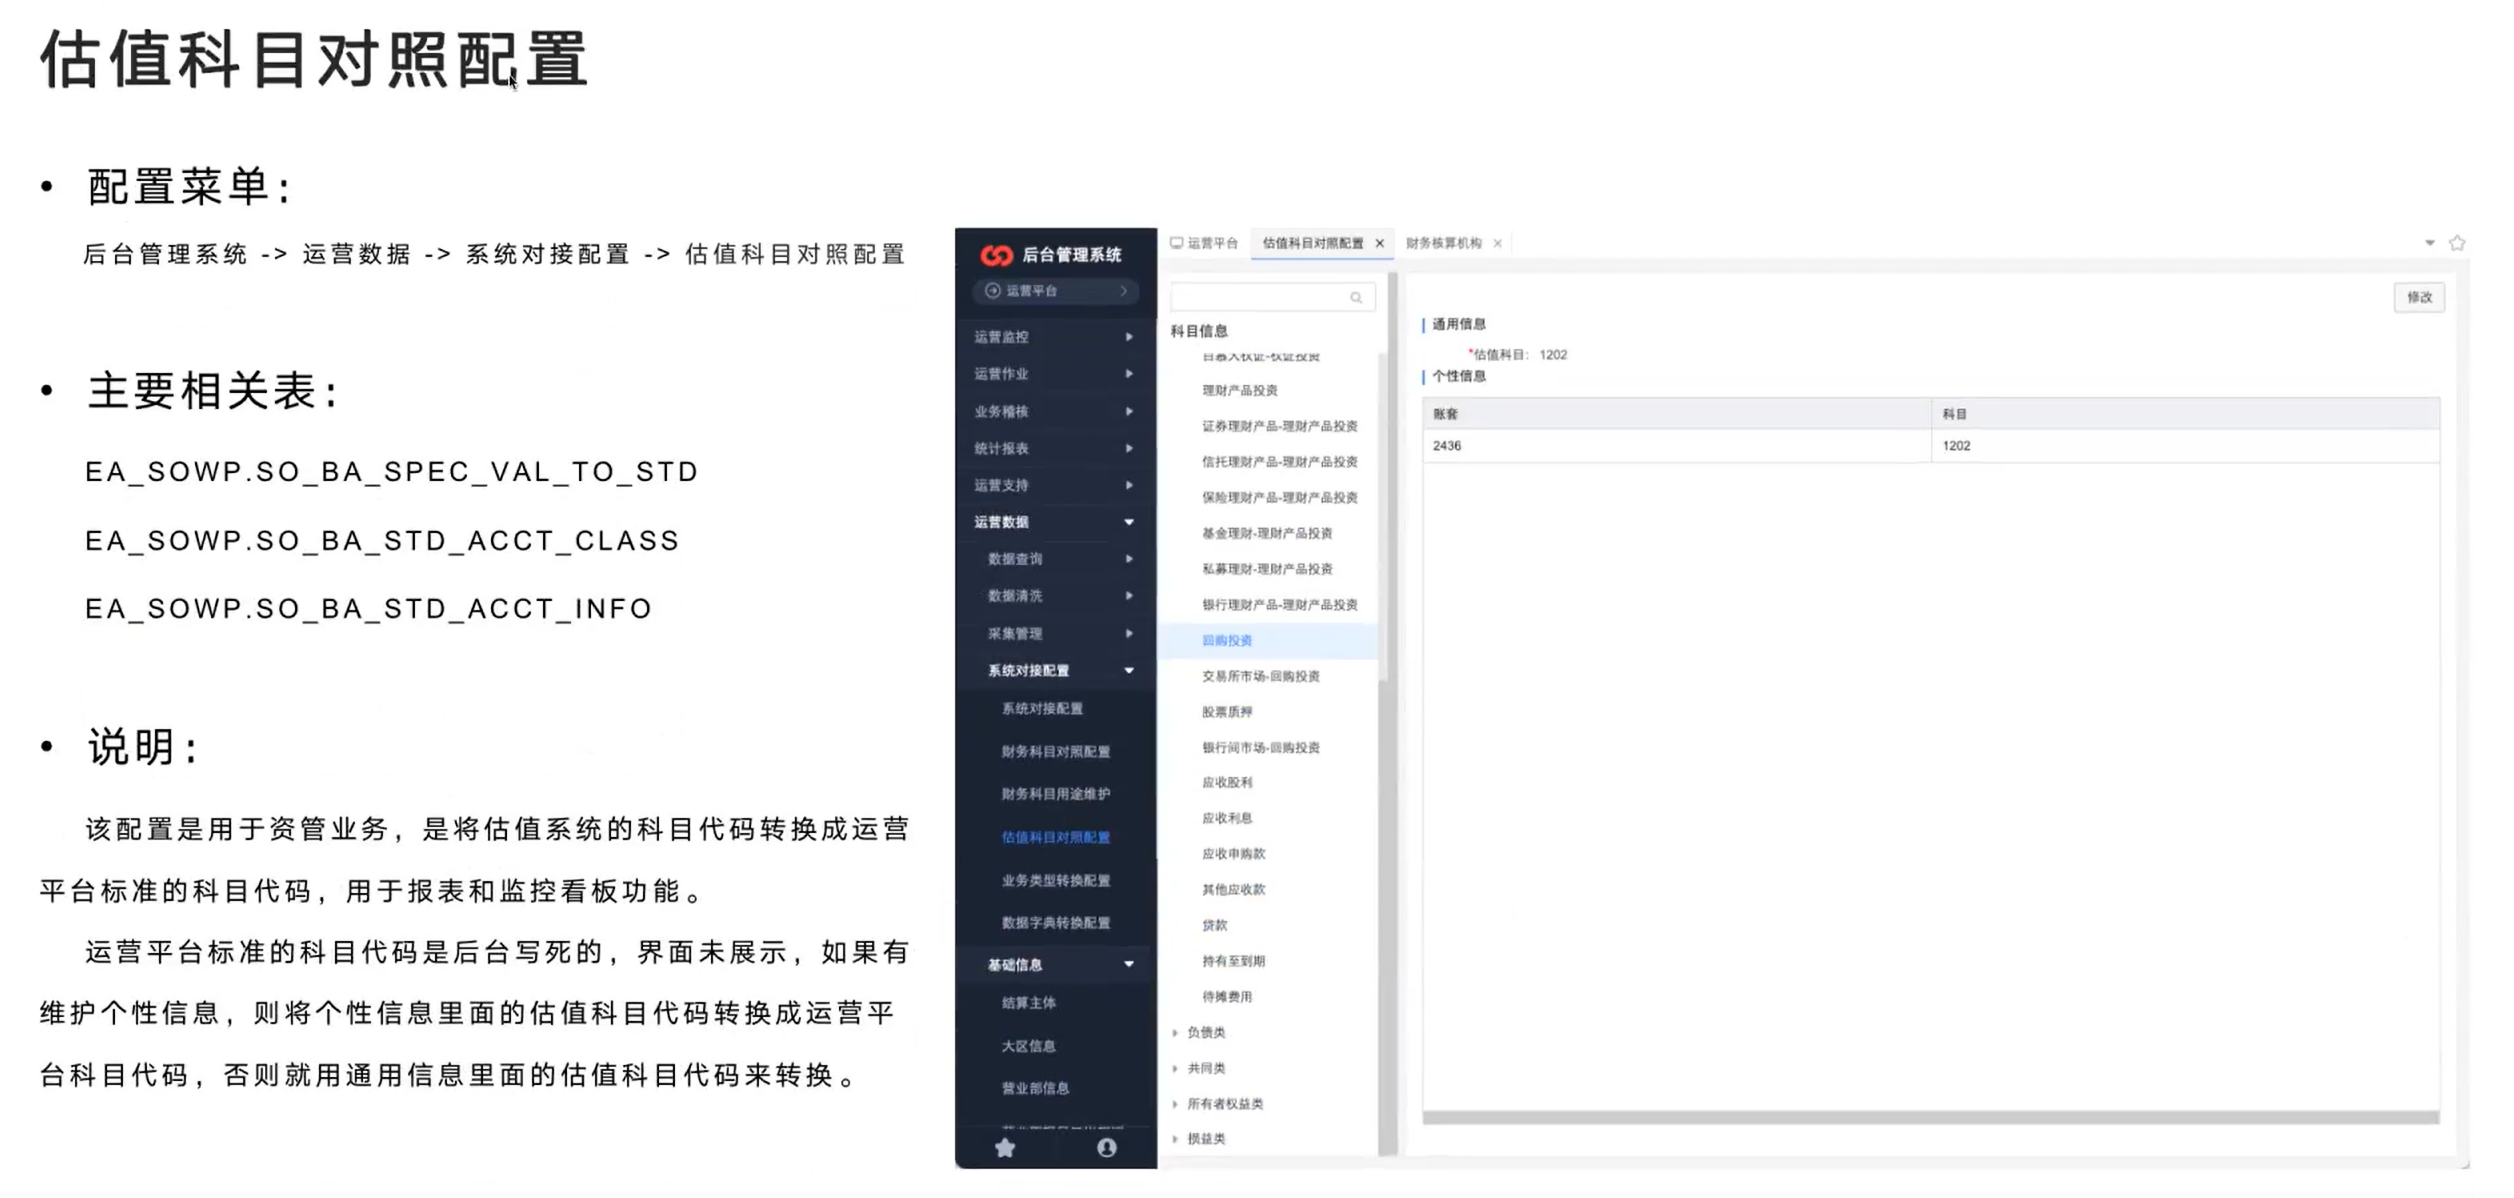 估值科目对照配置
• 配置菜单：
后台管理系统 -> 运营数据 -> 系统对接配置 -> 估值科目对照配置
• 主要相关表：
EA_SOWP.SO_BA_SPEC_VAL_TO_STD
EA_SOWP.SO_BA_STD_ACCT_CLASS
EA_SOWP.SO_BA_STD_ACCT_INFO
• 说明：
该配置是用于资管业务，是将估值系统的科目代码转换成运营
平台标准的科目代码，用于报表和监控看板功能。
运营平台标准的科目代码是后台写死的，界面未展示，如果有
维护个性信息，则将个性信息里面的估值科目代码转换成运营平
台科目代码，否则就用通用信息里面的估值科目代码来转换。
后台管理系统
运营平台
运营监控
运营作业
业务稽核
统计报表
运营支持
运营数据
数据查询
数据清洗
采集管理
系统对接配置
系统对接配置
财务科目对照配置
财务科目用途维护
估值科目对照配置
业务类型转换配置
数据字典转换配置
基础信息
结算主体
大区信息
营业部信息
运营平台 估值科目对照配置 × 财务核算机构 ×
科目信息
理财产品投资
证券理财产品-理财产品投资
信托理财产品-理财产品投资
保险理财产品-理财产品投资
基金理财-理财产品投资
私募理财-理财产品投资
银行理财产品-理财产品投资
回购投资
交易所市场-回购投资
股票质押
银行间市场-回购投资
应收股利
应收利息
应收申购款
其他应收款
贷款
持有至到期
待摊费用
负债类
共同类
所有者权益类
损益类
修改
通用信息
*估值科目： 1202
个性信息
账套 科目
2436 1202